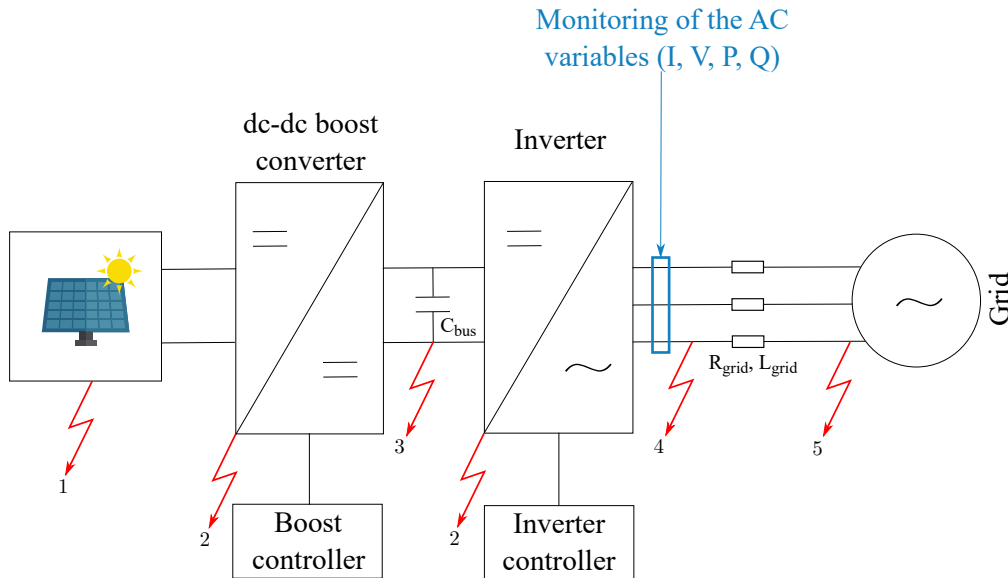 Monitoring of the AC
variables (I, V, P, Q)
dc-dc boost
converter
Inverter
Grid
C_bus
R_grid, L_grid
1
2
3
2
4
5
Boost
controller
Inverter
controller